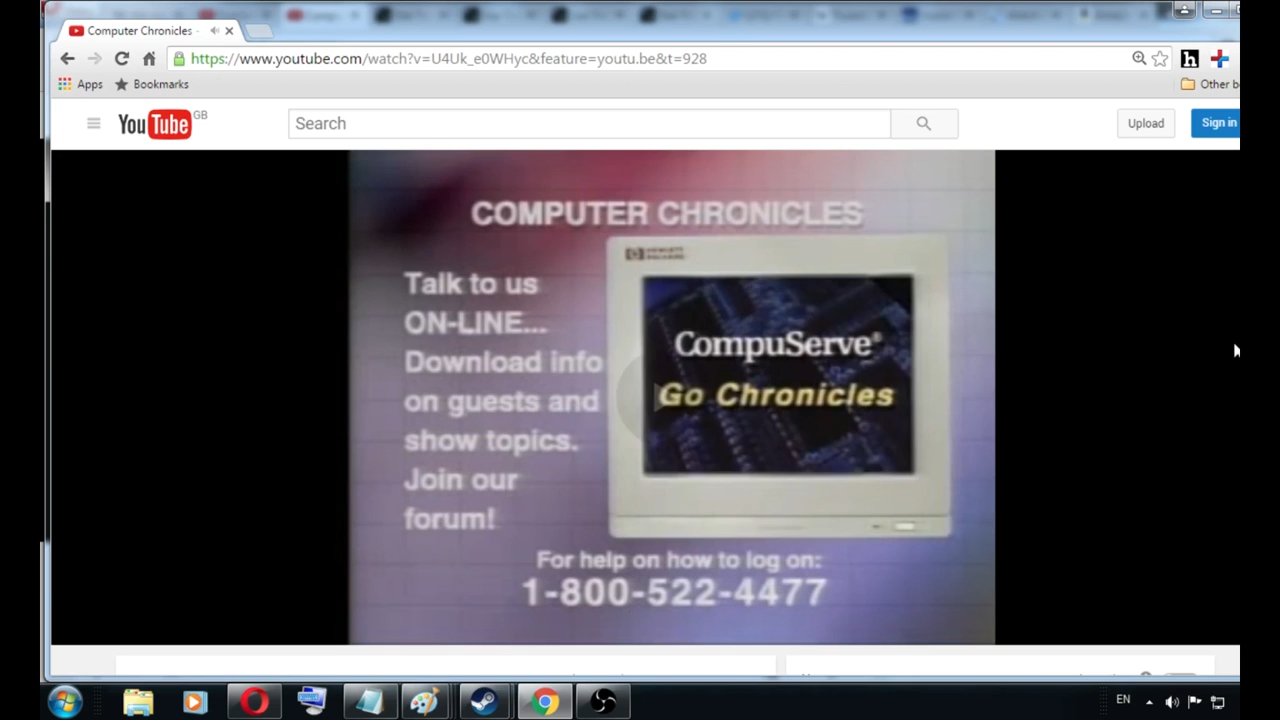 Computer Chronicles -
https://www.youtube.com/watch?v=U4Uk_e0WHyc&feature=youtu.be&t=928
Apps Bookmarks
Other b
YouTube GB
Search
Upload
Sign in
COMPUTER CHRONICLES
HEWLETT
PACKARD
Talk to us
ON-LINE...
Download info
on guests and
show topics.
Join our
forum!
CompuServe®
Go Chronicles
For help on how to log on:
1-800-522-4477
EN